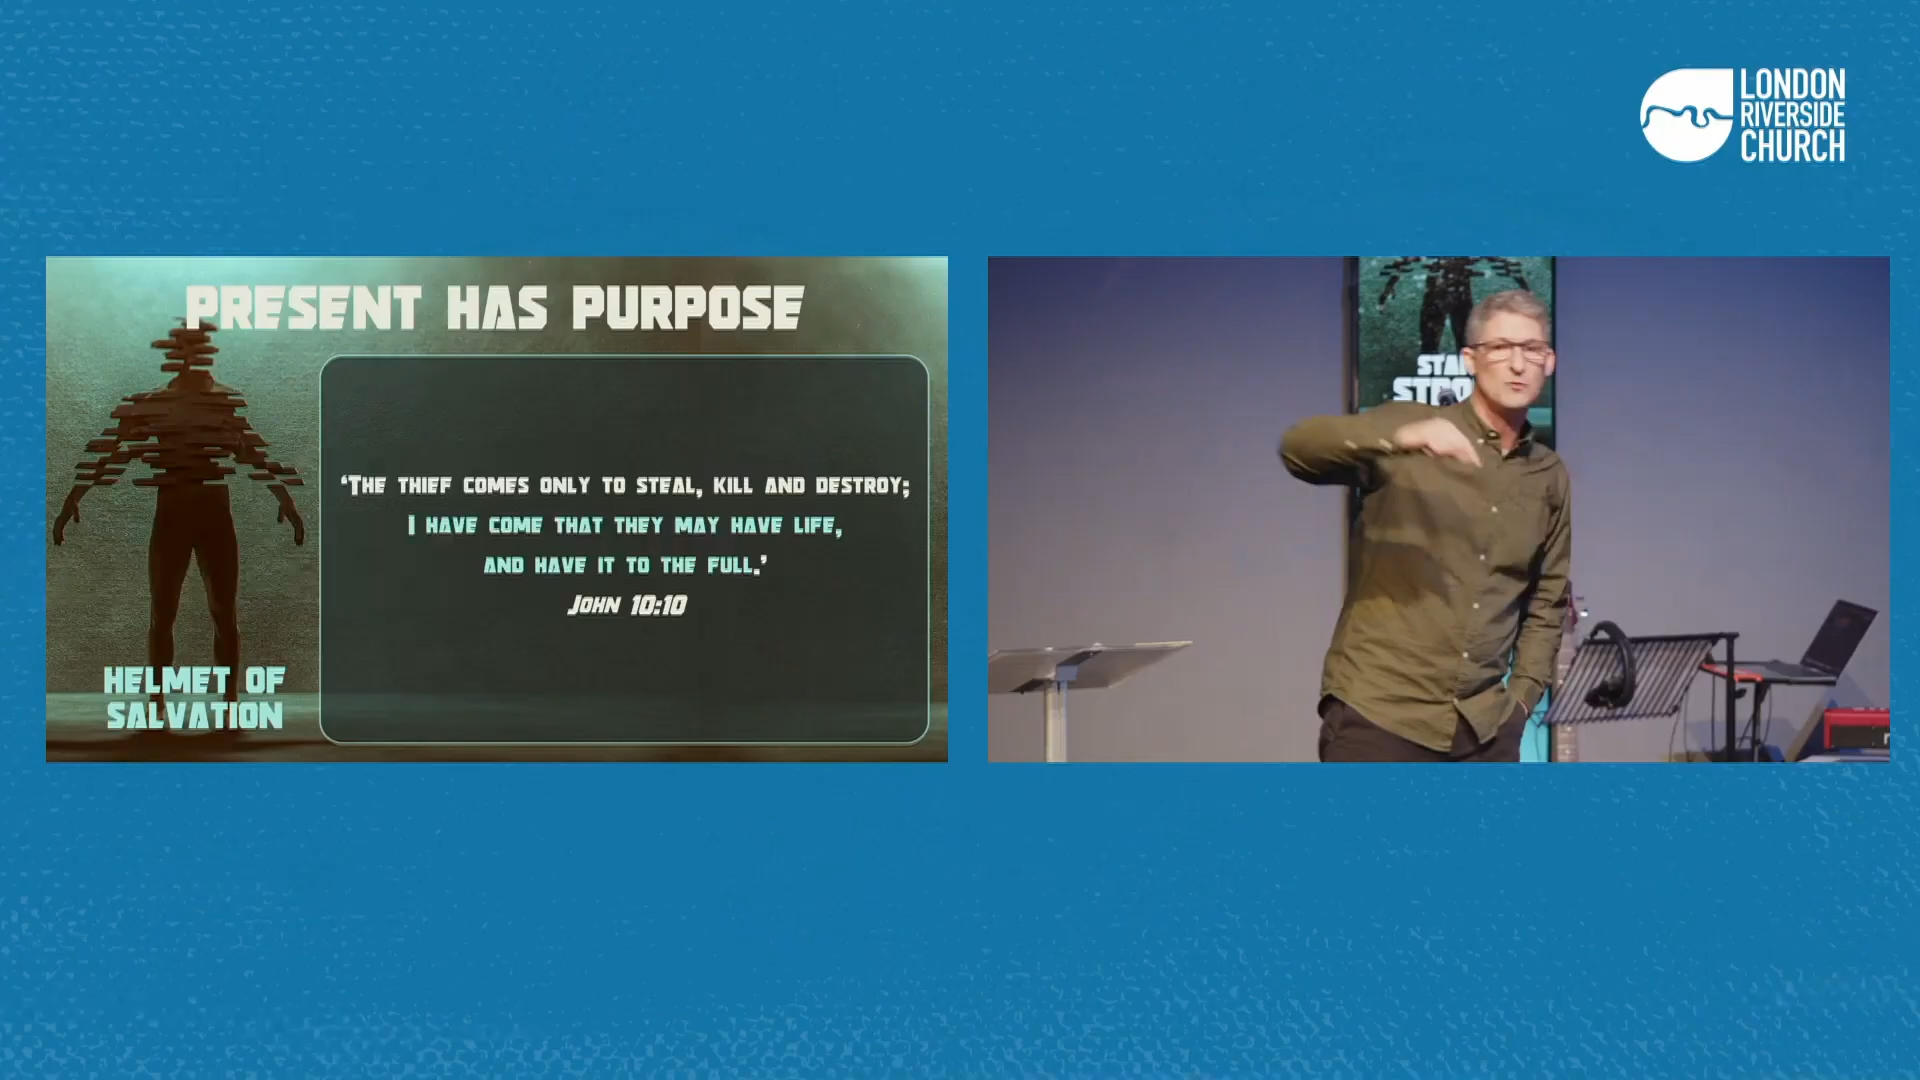 LONDON
RIVERSIDE
CHURCH
PRESENT HAS PURPOSE
‘THE THIEF COMES ONLY TO STEAL, KILL AND DESTROY;
I HAVE COME THAT THEY MAY HAVE LIFE,
AND HAVE IT TO THE FULL.’
JOHN 10:10
HELMET OF
SALVATION